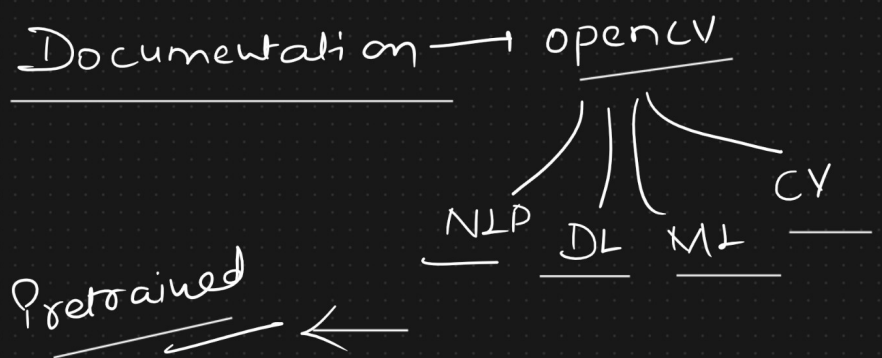 Documentation → opencv
NLP DL ML CV
Pretrained ←